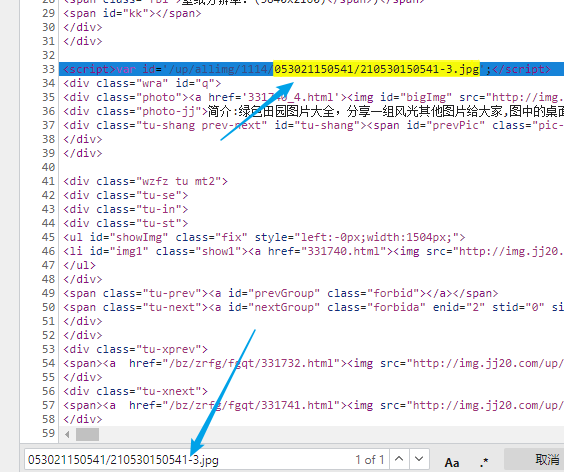 28 <span class="fbl">壁纸分辨率：(3840x2160)</span>)</span>
29 <span id="kk"></span>
30 </div>
31 </div>
32
33 <script>var id='/up/allimg/1114/053021150541/210530150541-3.jpg';</script>
34 <div class="wra" id="q">
35 <div class="photo"><a href='331740_4.html'><img id="bigImg" src="http://img.
36 <div class="photo-jj">简介:绿色田园图片大全，分享一组风光其他图片给大家,图中的桌面
37 <div class="tu-shang prev-next" id="tu-shang"><span id="prevPic" class="pic-
38 </div>
39 </div>
40
41 <div class="wzfz tu mt2">
42 <div class="tu-se">
43 <div class="tu-in">
44 <div class="tu-st">
45 <ul id="showImg" class="fix" style="left:-0px;width:1504px;">
46 <li id="img1" class="show1"><a href="331740.html"><img src="http://img.jj20.
47 </ul>
48 </div>
49 <span class="tu-prev"><a id="prevGroup" class="forbid"></a></span>
50 <span class="tu-next"><a id="nextGroup" class="forbida" enid="2" stid="0" si
51 </div>
52 </div>
53 <div class="tu-xprev">
54 <span><a  href="/bz/zrfg/fgqt/331732.html"><img src="http://img.jj20.com/up/
55 </div>
56 <div class="tu-xnext">
57 <span><a  href="/bz/zrfg/fgqt/331741.html"><img src="http://img.jj20.com/up/
58 </div>
59
053021150541/210530150541-3.jpg 1 of 1 Aa .* 取消